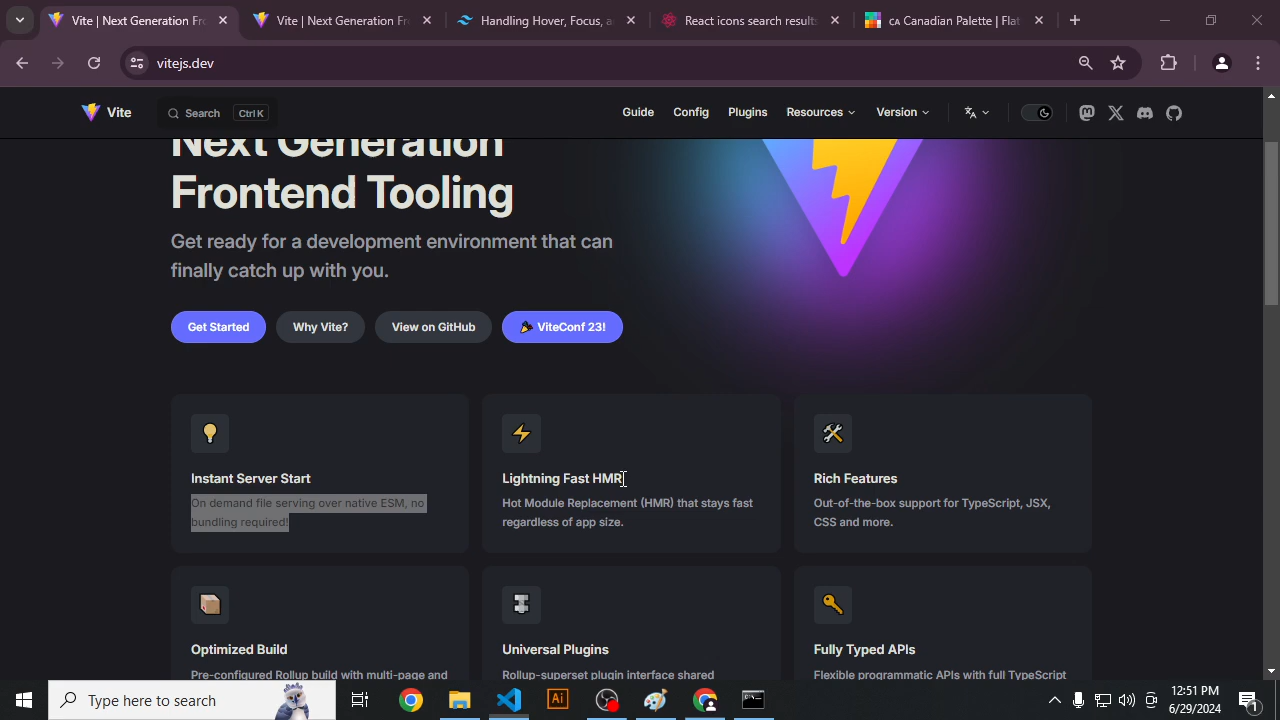 Vite | Next Generation Fro
Vite | Next Generation Fr
Handling Hover, Focus, a
React icons search results
CA Canadian Palette | Flat
vitejs.dev
Vite
Search
Ctrl K
Guide
Config
Plugins
Resources
Version
Next Generation
Frontend Tooling
Get ready for a development environment that can
finally catch up with you.
Get Started
Why Vite?
View on GitHub
ViteConf 23!
Instant Server Start
On demand file serving over native ESM, no
bundling required!
Lightning Fast HMR
Hot Module Replacement (HMR) that stays fast
regardless of app size.
Rich Features
Out-of-the-box support for TypeScript, JSX,
CSS and more.
Optimized Build
Pre-configured Rollup build with multi-page and
Universal Plugins
Rollup-superset plugin interface shared
Fully Typed APIs
Flexible programmatic APIs with full TypeScript
Type here to search
Ai
12:51 PM
6/29/2024
1